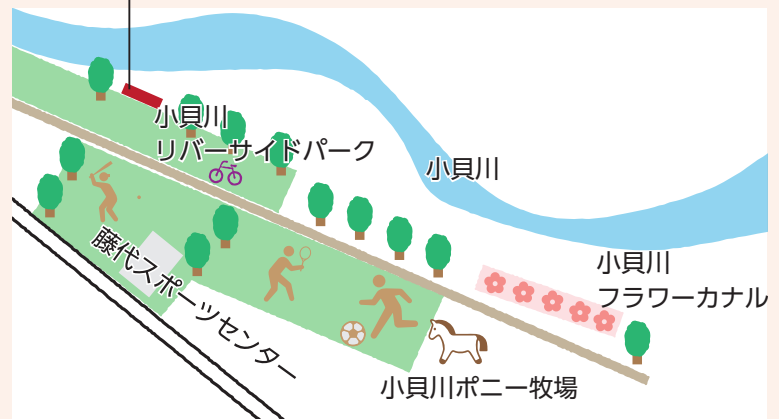 小貝川
リバーサイドパーク
小貝川
小貝川
フラワーカナル
藤代スポーツセンター
小貝川ポニー牧場